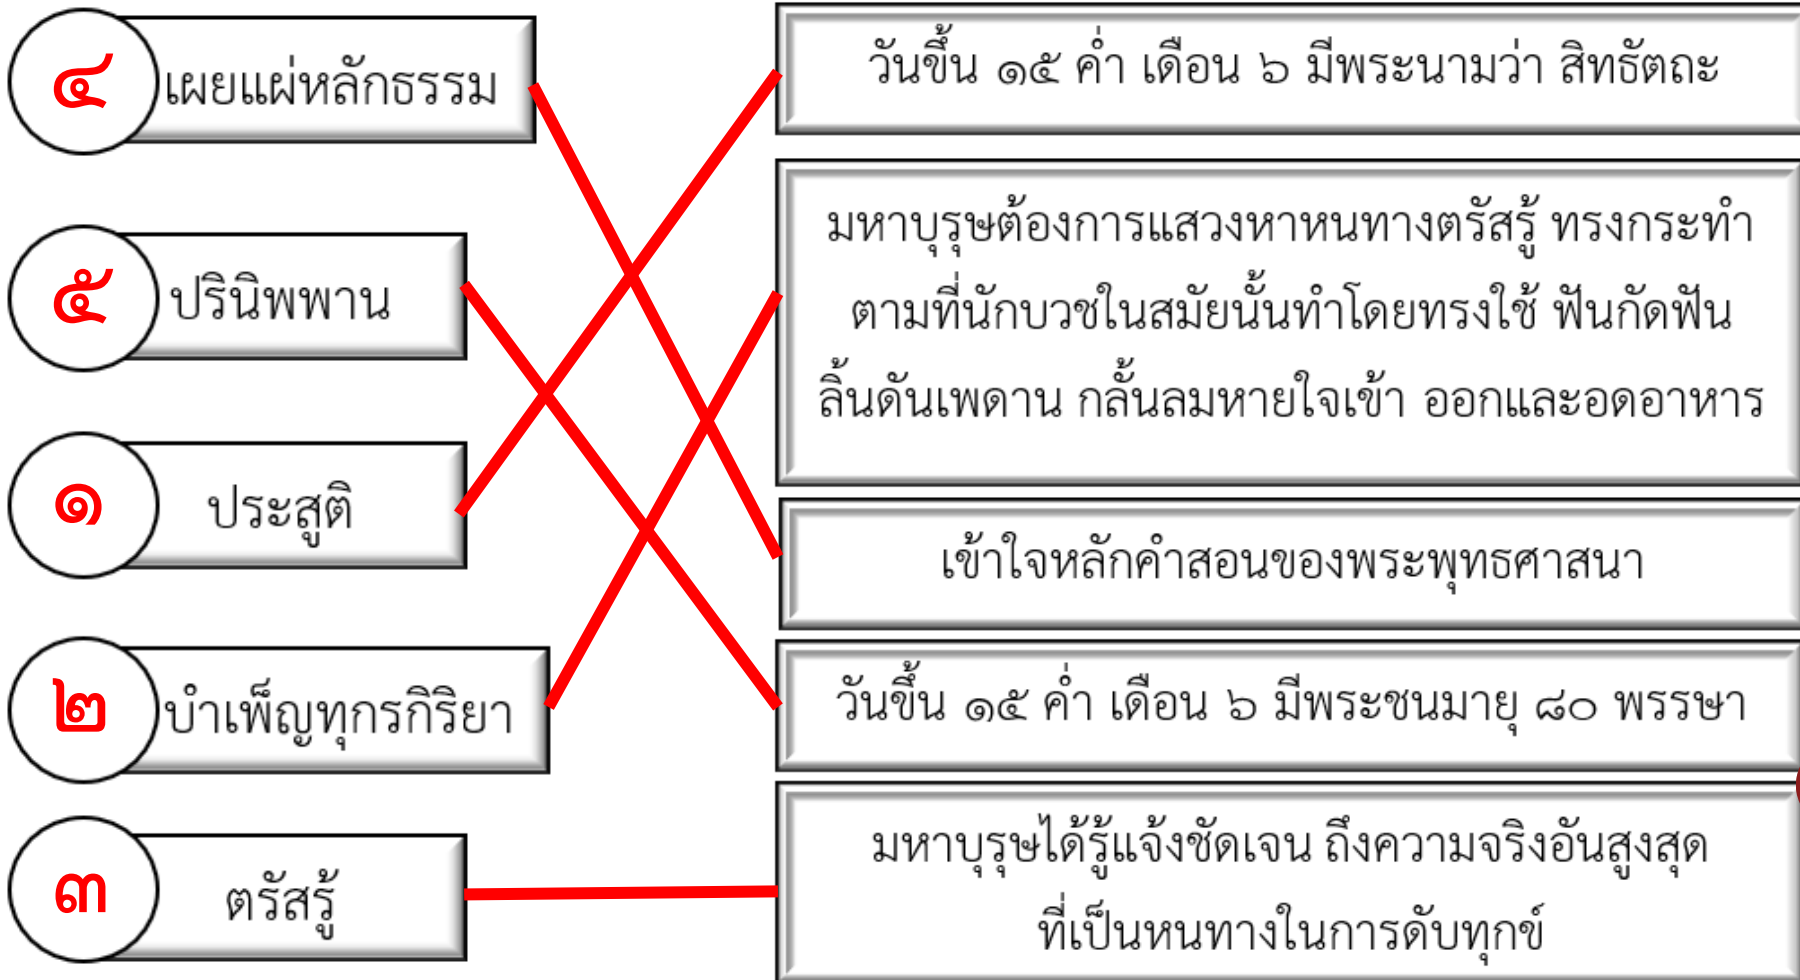 ๔ เผยแผ่หลักธรรม
๕ ปรินิพพาน
๑ ประสูติ
๒ บำเพ็ญทุกรกิริยา
๓ ตรัสรู้
วันขึ้น ๑๕ ค่ำ เดือน ๖ มีพระนามว่า สิทธัตถะ
มหาบุรุษต้องการแสวงหาหนทางตรัสรู้ ทรงกระทำ
ตามที่นักบวชในสมัยนั้นทำโดยทรงใช้ ฟันกัดฟัน
ลิ้นดันเพดาน กลั้นลมหายใจเข้า ออกและอดอาหาร
เข้าใจหลักคำสอนของพระพุทธศาสนา
วันขึ้น ๑๕ ค่ำ เดือน ๖ มีพระชนมายุ ๘๐ พรรษา
มหาบุรุษได้รู้แจ้งชัดเจน ถึงความจริงอันสูงสุด
ที่เป็นหนทางในการดับทุกข์